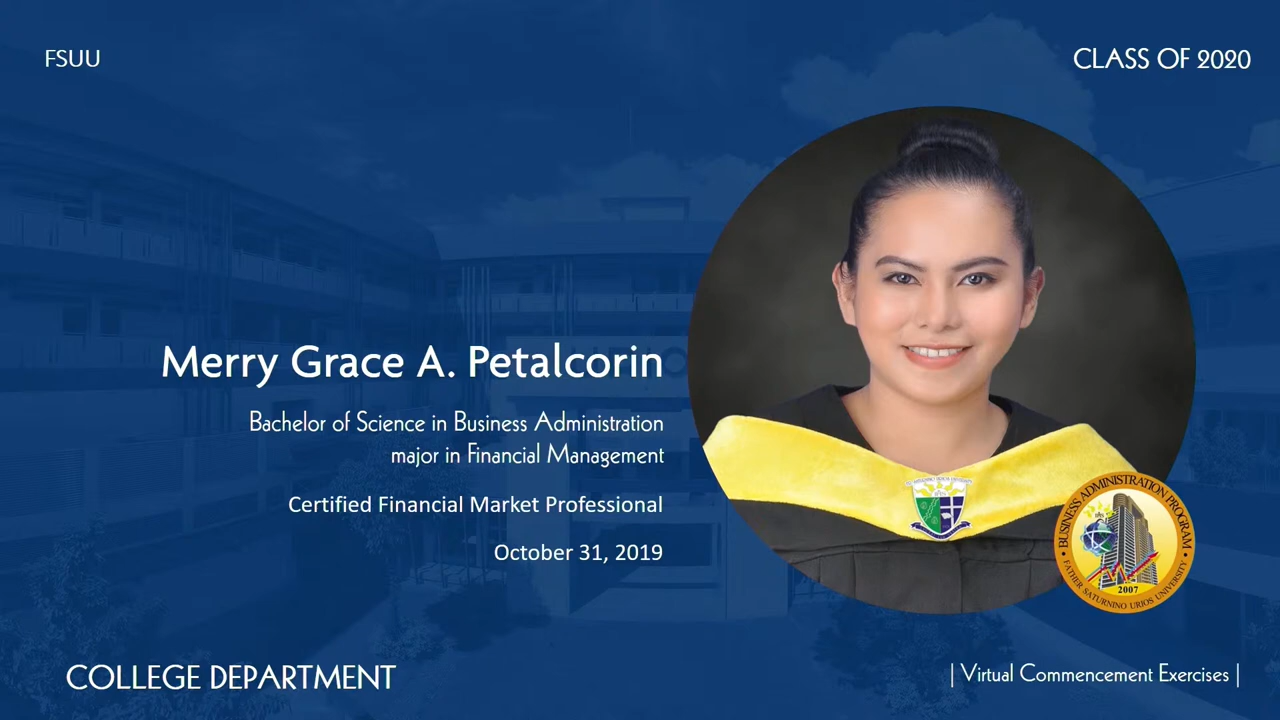 FSUU
CLASS OF 2020
Merry Grace A. Petalcorin
Bachelor of Science in Business Administration
major in Financial Management
Certified Financial Market Professional
October 31, 2019
BUSINESS ADMINISTRATION PROGRAM
2007
FATHER SATURNINO URIOS UNIVERSITY
COLLEGE DEPARTMENT
| Virtual Commencement Exercises |